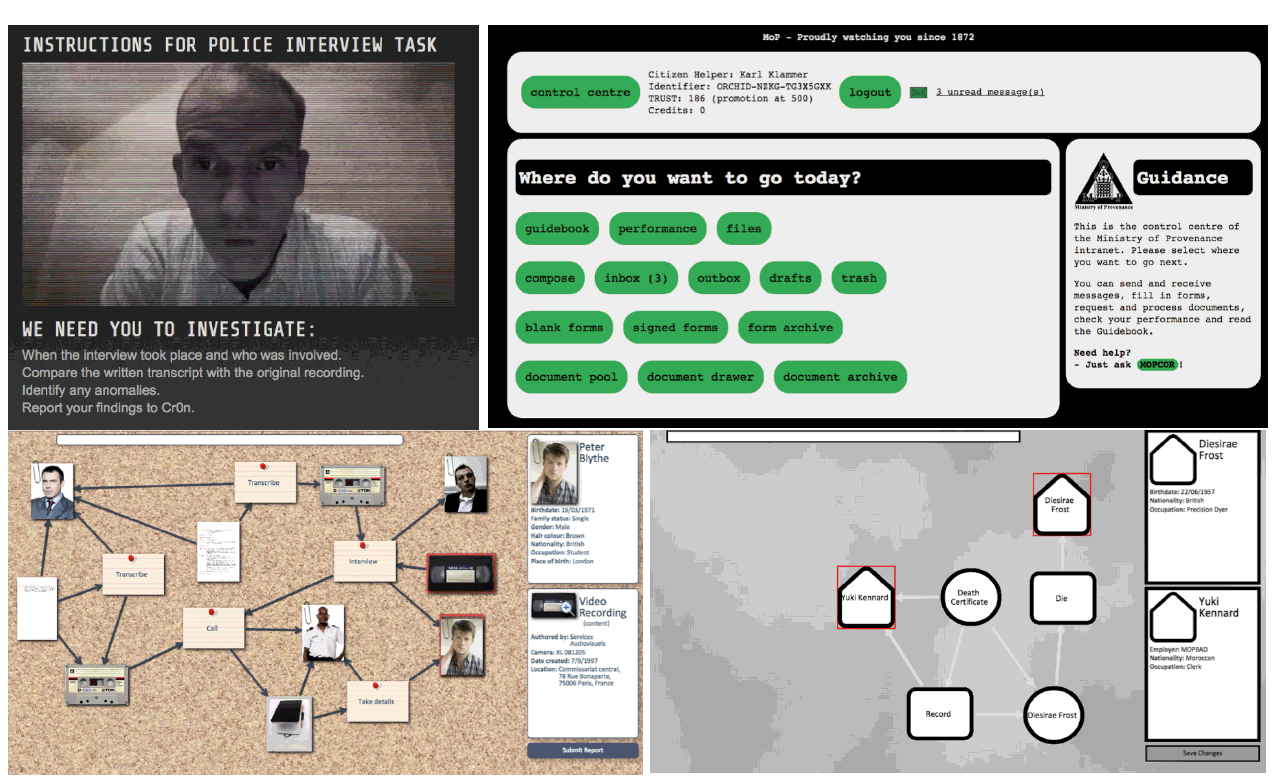 INSTRUCTIONS FOR POLICE INTERVIEW TASK
WE NEED YOU TO INVESTIGATE:
When the interview took place and who was involved.
Compare the written transcript with the original recording.
Identify any anomalies.
Report your findings to Cr0n.
MoP - Proudly watching you since 1872
control centre
Citizen Helper: Karl Klammer
Identifier: ORCHID-NZKG-TG3X5GXK
TRUST: 186 (promotion at 500)
Credits: 0
logout
3 unread message(s)
Where do you want to go today?
guidebook
performance
files
compose
inbox (3)
outbox
drafts
trash
blank forms
signed forms
form archive
document pool
document drawer
document archive
Ministry of Provenance
Guidance
This is the control centre of
the Ministry of Provenance
intranet. Please select where
you want to go next.
You can send and receive
messages, fill in forms,
request and process documents,
check your performance and read
the Guidebook.
Need help?
- Just ask MOPCOR!
Transcribe
Transcribe
Interview
Call
Take details
TDK
TDK
Peter
Blythe
Birthdate: 19/03/1971
Family status: Single
Gender: Male
Hair colour: Brown
Nationality: British
Occupation: Student
Place of birth: London
Video
Recording
(content)
Authored by: Services
Audiovisuels
Camera: XL 081205
Date created: 7/9/1997
Location: Commissariat central,
78 Rue Bonaparte,
75006 Paris, France
Submit Report
Diesirae
Frost
Yuki Kennard
Death
Certificate
Die
Record
Diesirae Frost
Diesirae
Frost
Birthdate: 22/06/1957
Nationality: British
Occupation: Precision Dyer
Yuki
Kennard
Employer: MOPBAD
Nationality: Moroccan
Occupation: Clerk
Save Changes